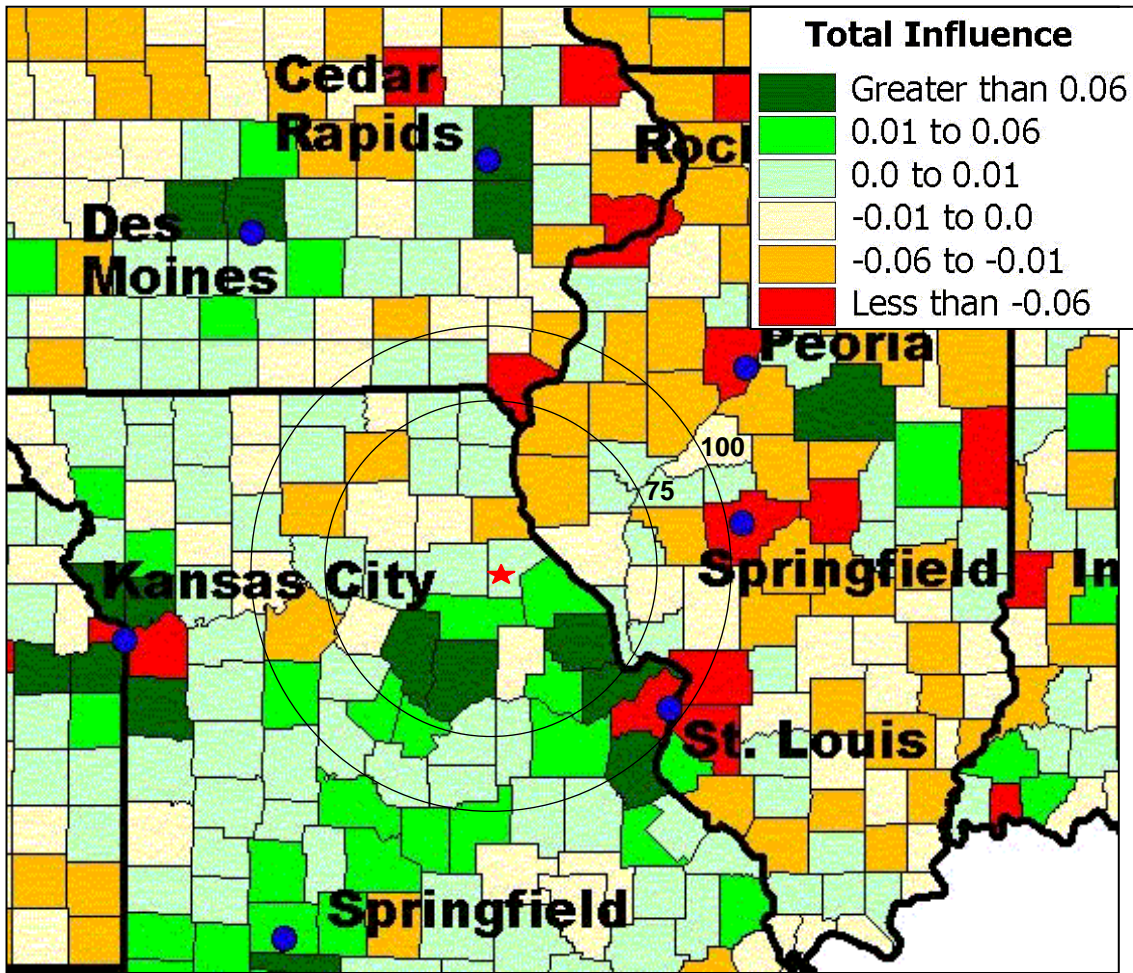 Total Influence
Greater than 0.06
0.01 to 0.06
0.0 to 0.01
-0.01 to 0.0
-0.06 to -0.01
Less than -0.06
Cedar
Rapids
Rocl
Des
Moines
Peoria
100
75
Springfield
In
Kansas City
St. Louis
Springfield